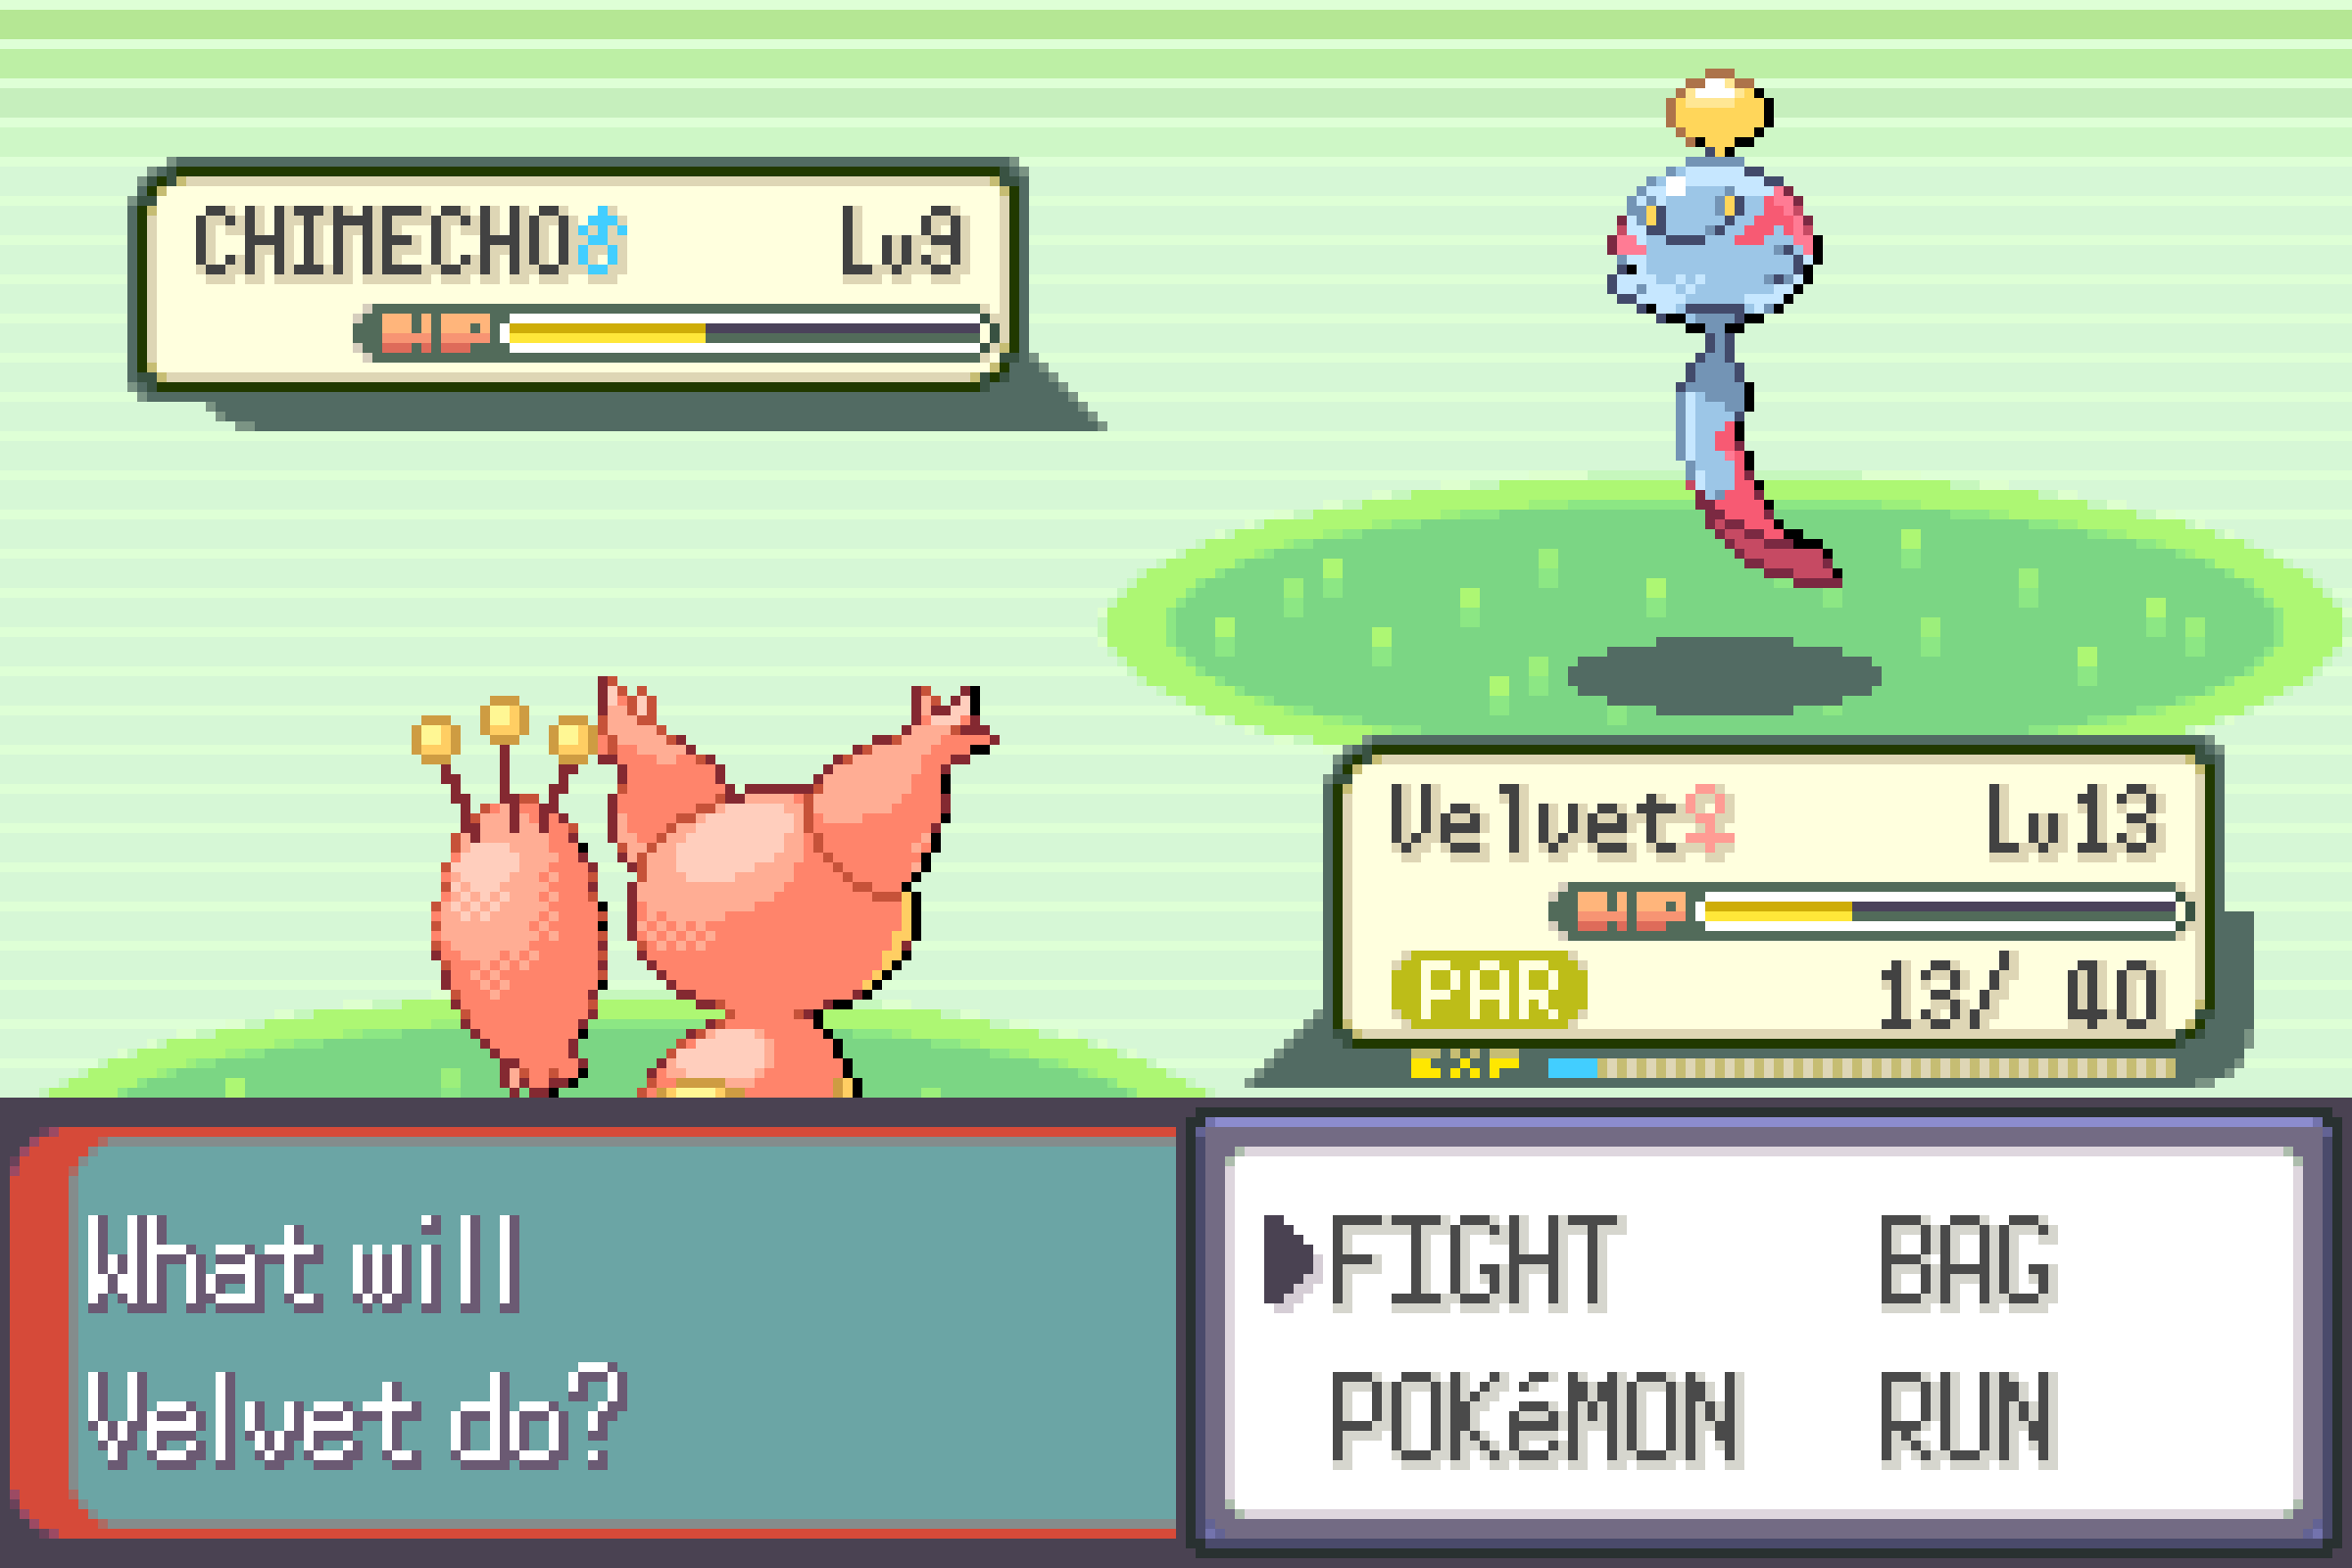 CHIMECHO♂ Lv9
HP
Velvet♀ Lv13
HP
PAR 13/ 40
EXP
What will
Velvet do?
FIGHT BAG
POKéMON RUN